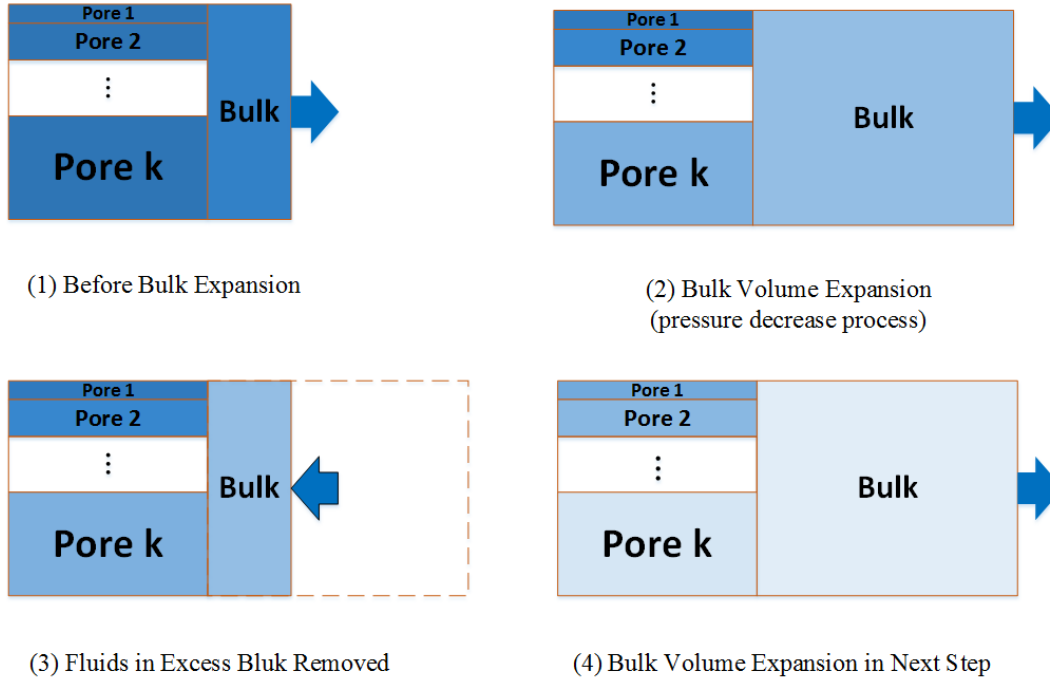 Pore 1
Pore 2
⋮
Pore k
Bulk
(1) Before Bulk Expansion
Pore 1
Pore 2
⋮
Pore k
Bulk
(2) Bulk Volume Expansion
(pressure decrease process)
Pore 1
Pore 2
⋮
Pore k
Bulk
(3) Fluids in Excess Bluk Removed
Pore 1
Pore 2
⋮
Pore k
Bulk
(4) Bulk Volume Expansion in Next Step